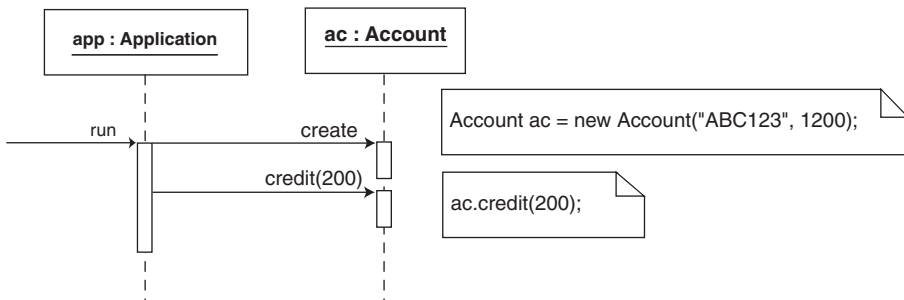 app : Application
ac : Account
run
create
Account ac = new Account("ABC123", 1200);
credit(200)
ac.credit(200);